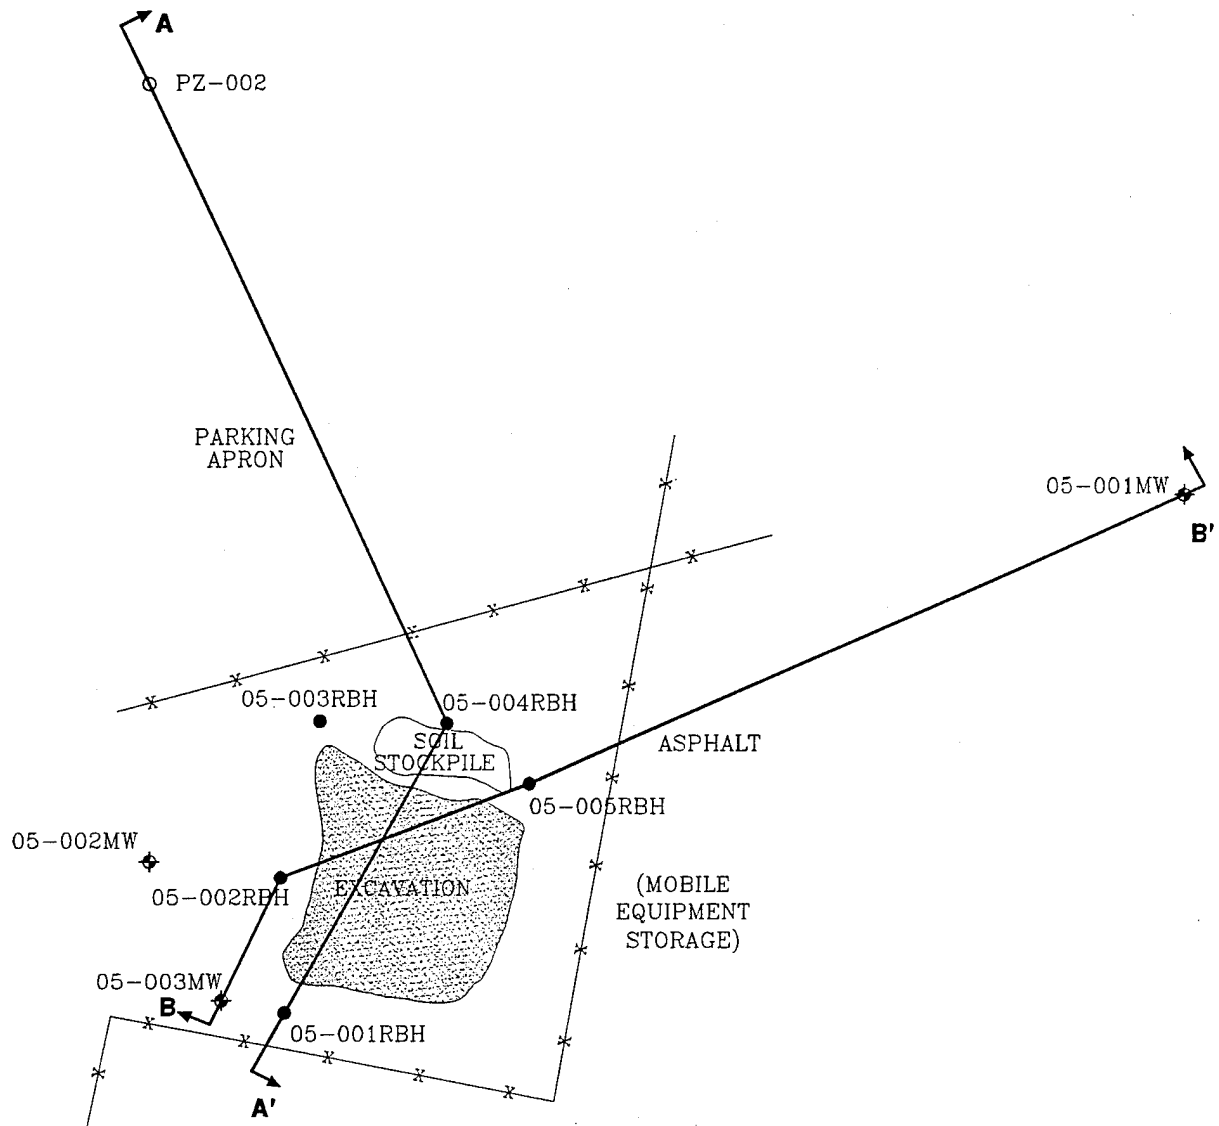 A
PZ-002
PARKING
APRON
05-001MW
B'
05-003RBH
05-004RBH
SOIL
STOCKPILE
ASPHALT
05-005RBH
05-002MW
05-002RBH
EXCAVATION
(MOBILE
EQUIPMENT
STORAGE)
05-003MW
B
05-001RBH
A'